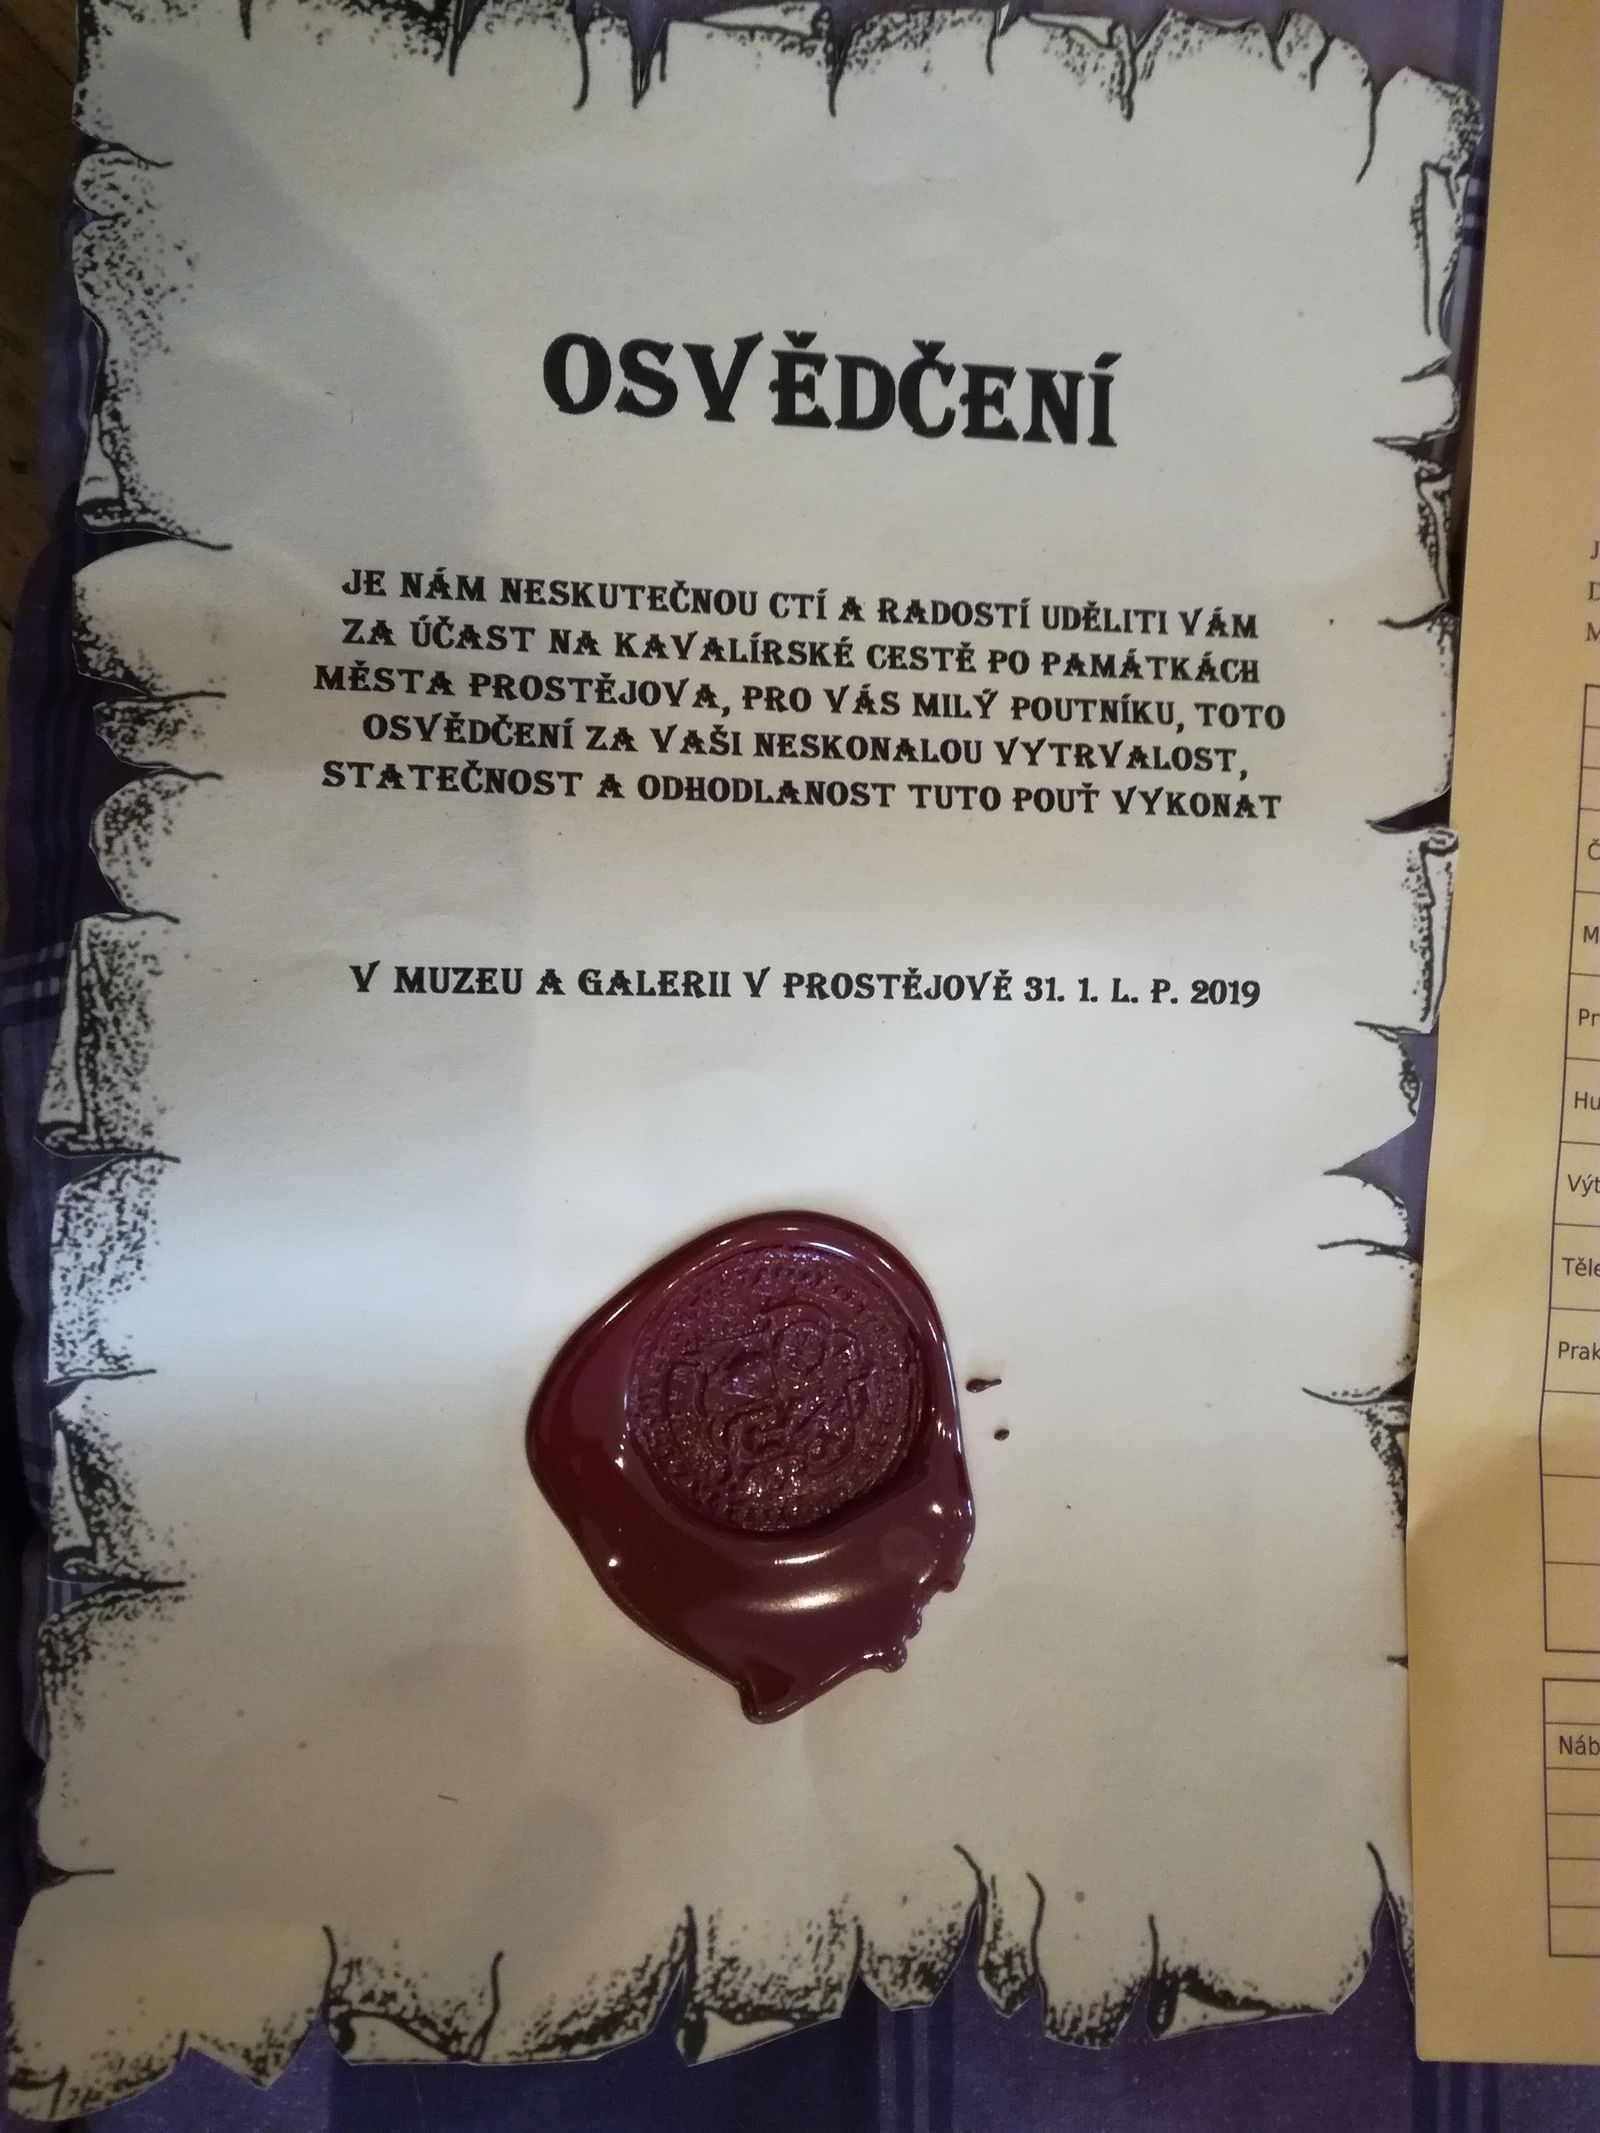 OSVĚDČENÍ
JE NÁM NESKUTEČNOU CTÍ A RADOSTÍ UDĚLITI VÁM
ZA ÚČAST NA KAVALÍRSKÉ CESTĚ PO PAMÁTKÁCH
MĚSTA PROSTĚJOVA, PRO VÁS MILÝ POUTNÍKU, TOTO
OSVĚDČENÍ ZA VAŠI NESKONALOU VYTRVALOST,
STATEČNOST A ODHODLANOST TUTO POUŤ VYKONAT
V MUZEU A GALERII V PROSTĚJOVĚ 31. 1. L. P. 2019